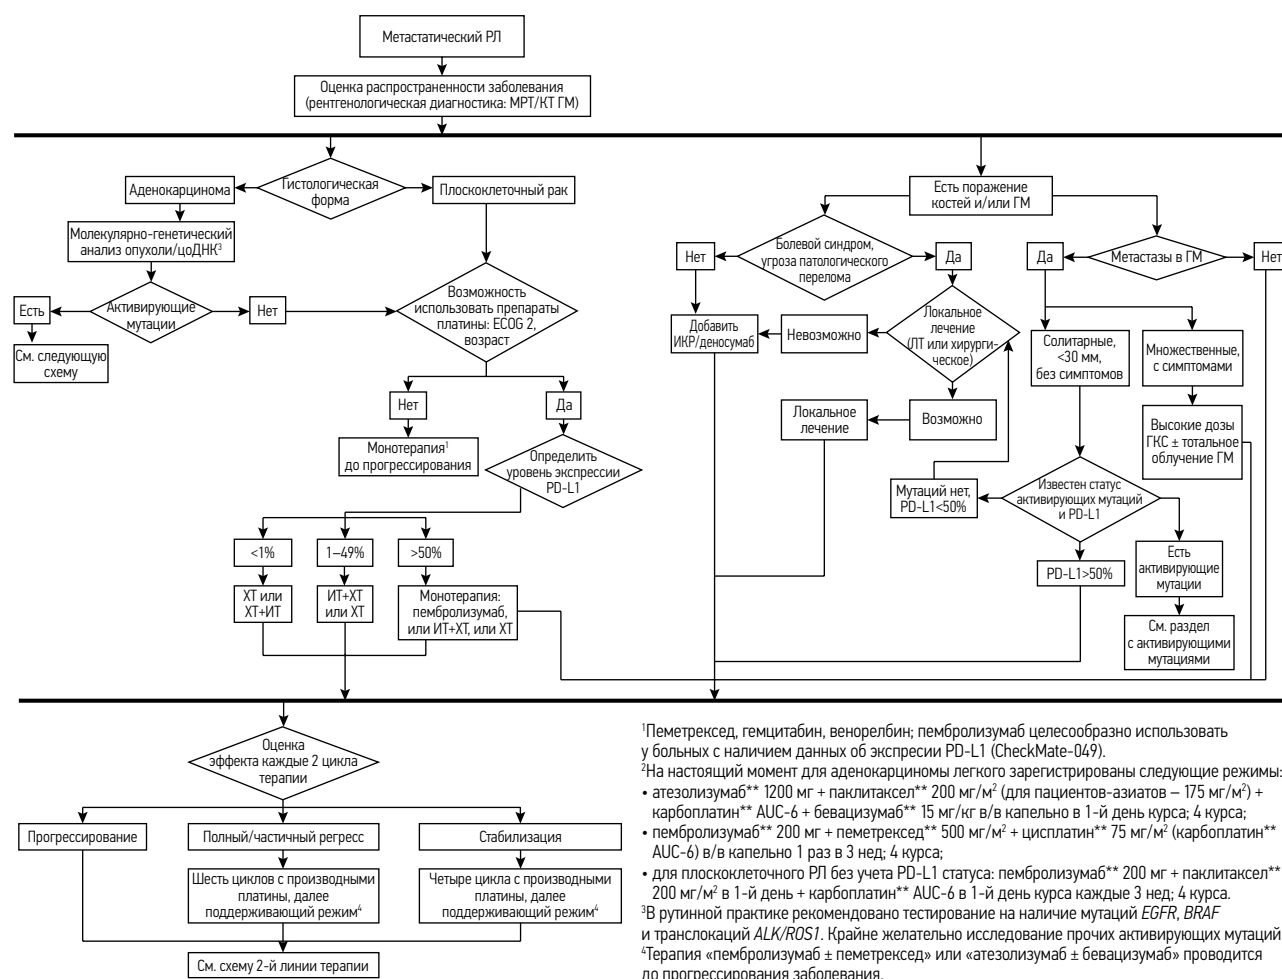 Метастатический РЛ
Оценка распространенности заболевания
(рентгенологическая диагностика: МРТ/КТ ГМ)
Аденокарцинома
Гистологическая
форма
Плоскоклеточный рак
Молекулярно-генетический
анализ опухоли/цоДНК³
Есть
Активирующие
мутации
Нет
См. следующую
схему
Возможность
использовать препараты
платины: ECOG 2,
возраст
Нет
Да
Монотерапия¹
до прогрессирования
Определить
уровень экспрессии
PD-L1
<1%
1–49%
>50%
ХТ или
ХТ+ИТ
ИТ+ХТ
или ХТ
Монотерапия:
пембролизумаб,
или ИТ+ХТ, или ХТ
Есть поражение
костей и/или ГМ
Нет
Болевой синдром,
угроза патологического
перелома
Да
Да
Метастазы в ГМ
Нет
Добавить
ИКР/деносумаб
Невозможно
Локальное
лечение
(ЛТ или хирурги-
ческое)
Солитарные,
<30 мм,
без симптомов
Множественные,
с симптомами
Локальное
лечение
Возможно
Высокие дозы
ГКС ± тотальное
облучение ГМ
Мутаций нет,
PD-L1<50%
Известен статус
активирующих мутаций
и PD-L1
PD-L1>50%
Есть
активирующие
мутации
См. раздел
с активирующими
мутациями
Оценка
эффекта каждые 2 цикла
терапии
Прогрессирование
Полный/частичный регресс
Стабилизация
Шесть циклов с производными
платины, далее
поддерживающий режим⁴
Четыре цикла с производными
платины, далее
поддерживающий режим⁴
См. схему 2-й линии терапии
¹Пеметрексед, гемцитабин, венорелбин; пембролизумаб целесообразно использовать
у больных с наличием данных об экспресии PD-L1 (CheckMate-049).
²На настоящий момент для аденокарциномы легкого зарегистрированы следующие режимы:
• атезолизумаб** 1200 мг + паклитаксел** 200 мг/м² (для пациентов-азиатов – 175 мг/м²) +
карбоплатин** AUC-6 + бевацизумаб** 15 мг/кг в/в капельно в 1-й день курса; 4 курса;
• пембролизумаб** 200 мг + пеметрексед** 500 мг/м² + цисплатин** 75 мг/м² (карбоплатин**
AUC-6) в/в капельно 1 раз в 3 нед; 4 курса;
• для плоскоклеточного РЛ без учета PD-L1 статуса: пембролизумаб** 200 мг + паклитаксел**
200 мг/м² в 1-й день + карбоплатин** AUC-6 в 1-й день курса каждые 3 нед; 4 курса.
³В рутинной практике рекомендовано тестирование на наличие мутаций EGFR, BRAF
и транслокаций ALK/ROS1. Крайне желательно исследование прочих активирующих мутаций
⁴Терапия «пембролизумаб ± пеметрексед» или «атезолизумаб ± бевацизумаб» проводится
до прогрессирования заболевания.